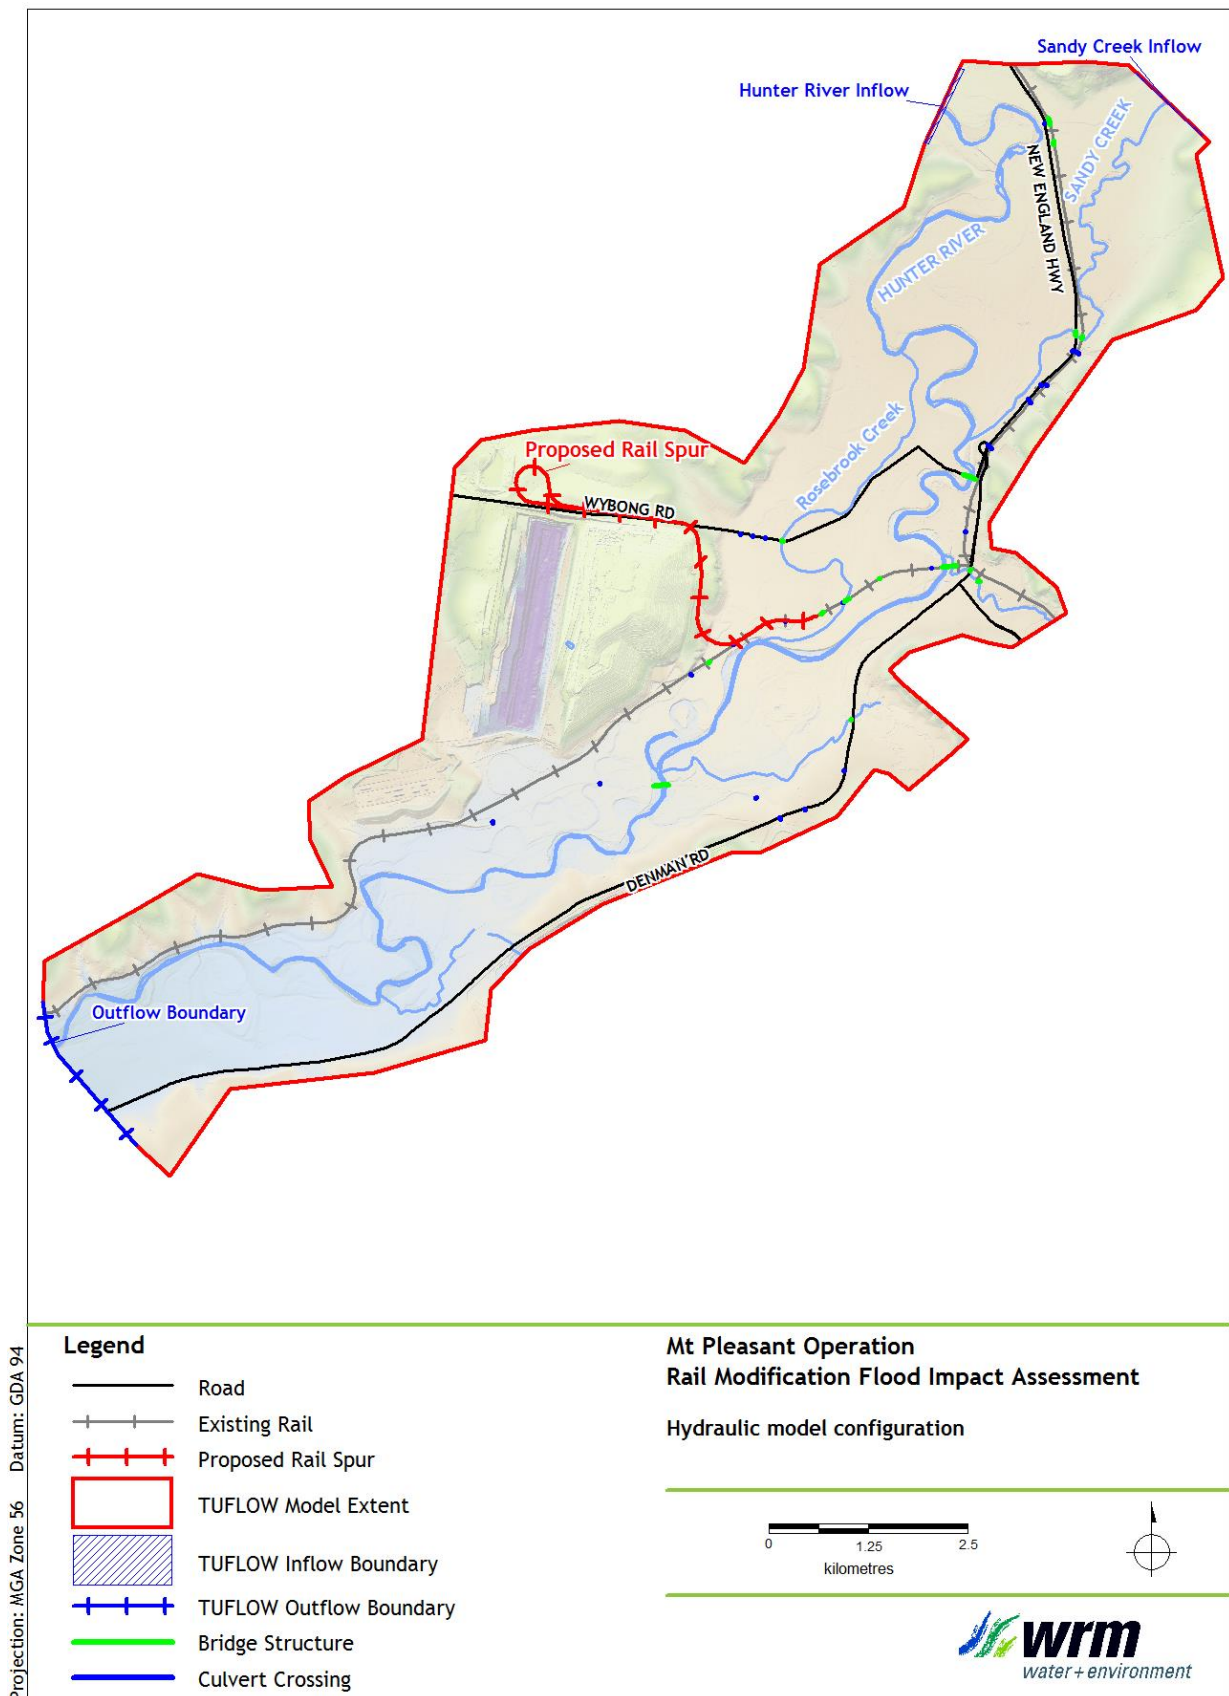 Sandy Creek Inflow
Hunter River Inflow
SANDY CREEK
NEW ENGLAND HWY
HUNTER RIVER
Rosebrook Creek
Proposed Rail Spur
WYBONG RD
DENMAN RD
Outflow Boundary
Legend
Road
Existing Rail
Proposed Rail Spur
TUFLOW Model Extent
TUFLOW Inflow Boundary
TUFLOW Outflow Boundary
Bridge Structure
Culvert Crossing
Mt Pleasant Operation
Rail Modification Flood Impact Assessment
Hydraulic model configuration
0 1.25 2.5
kilometres
wrm
water+environment
Projection: MGA Zone 56 Datum: GDA 94